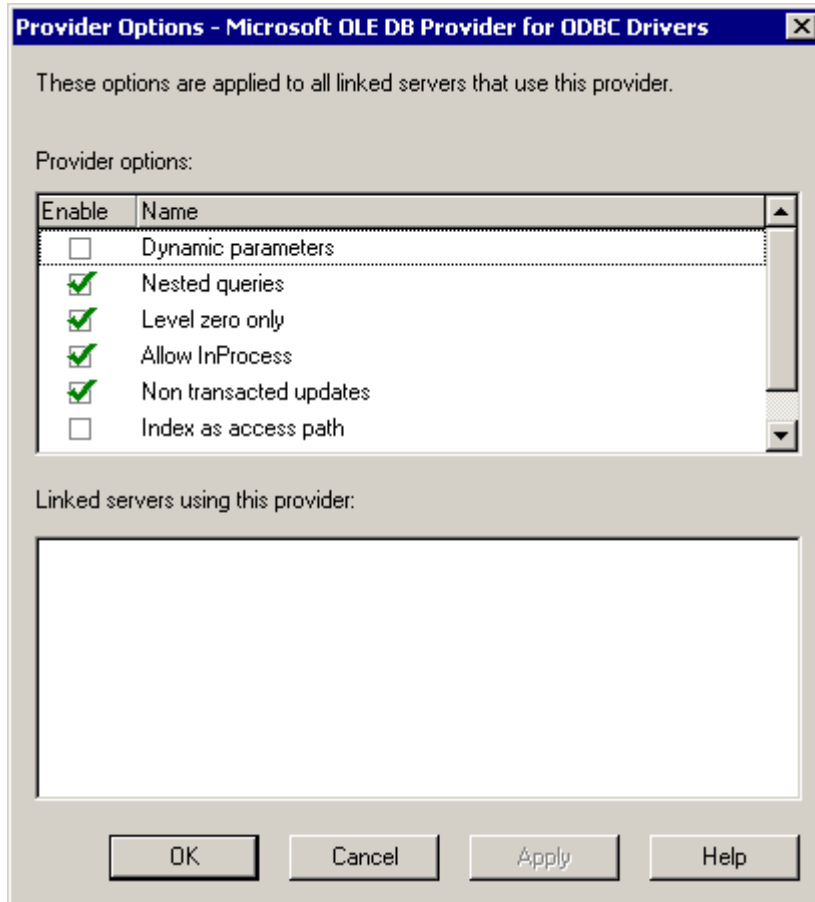 Provider Options - Microsoft OLE DB Provider for ODBC Drivers
These options are applied to all linked servers that use this provider.
Provider options:
Enable Name
Dynamic parameters
Nested queries
Level zero only
Allow InProcess
Non transacted updates
Index as access path
Linked servers using this provider:
OK Cancel Apply Help